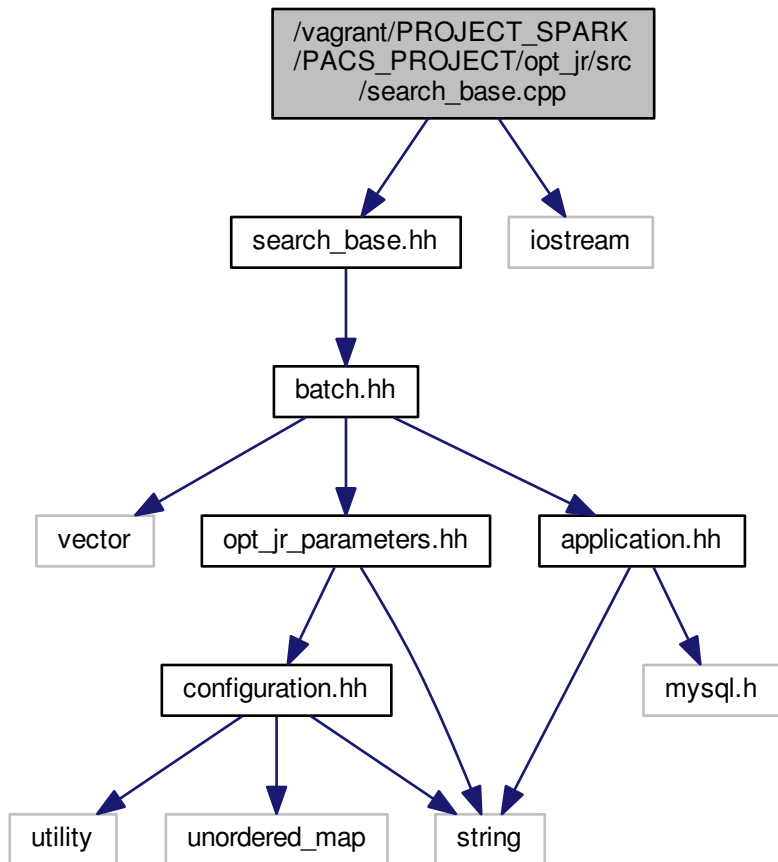 /vagrant/PROJECT_SPARK
/PACS_PROJECT/opt_jr/src
/search_base.cpp
search_base.hh
iostream
batch.hh
vector
opt_jr_parameters.hh
application.hh
configuration.hh
mysql.h
utility
unordered_map
string